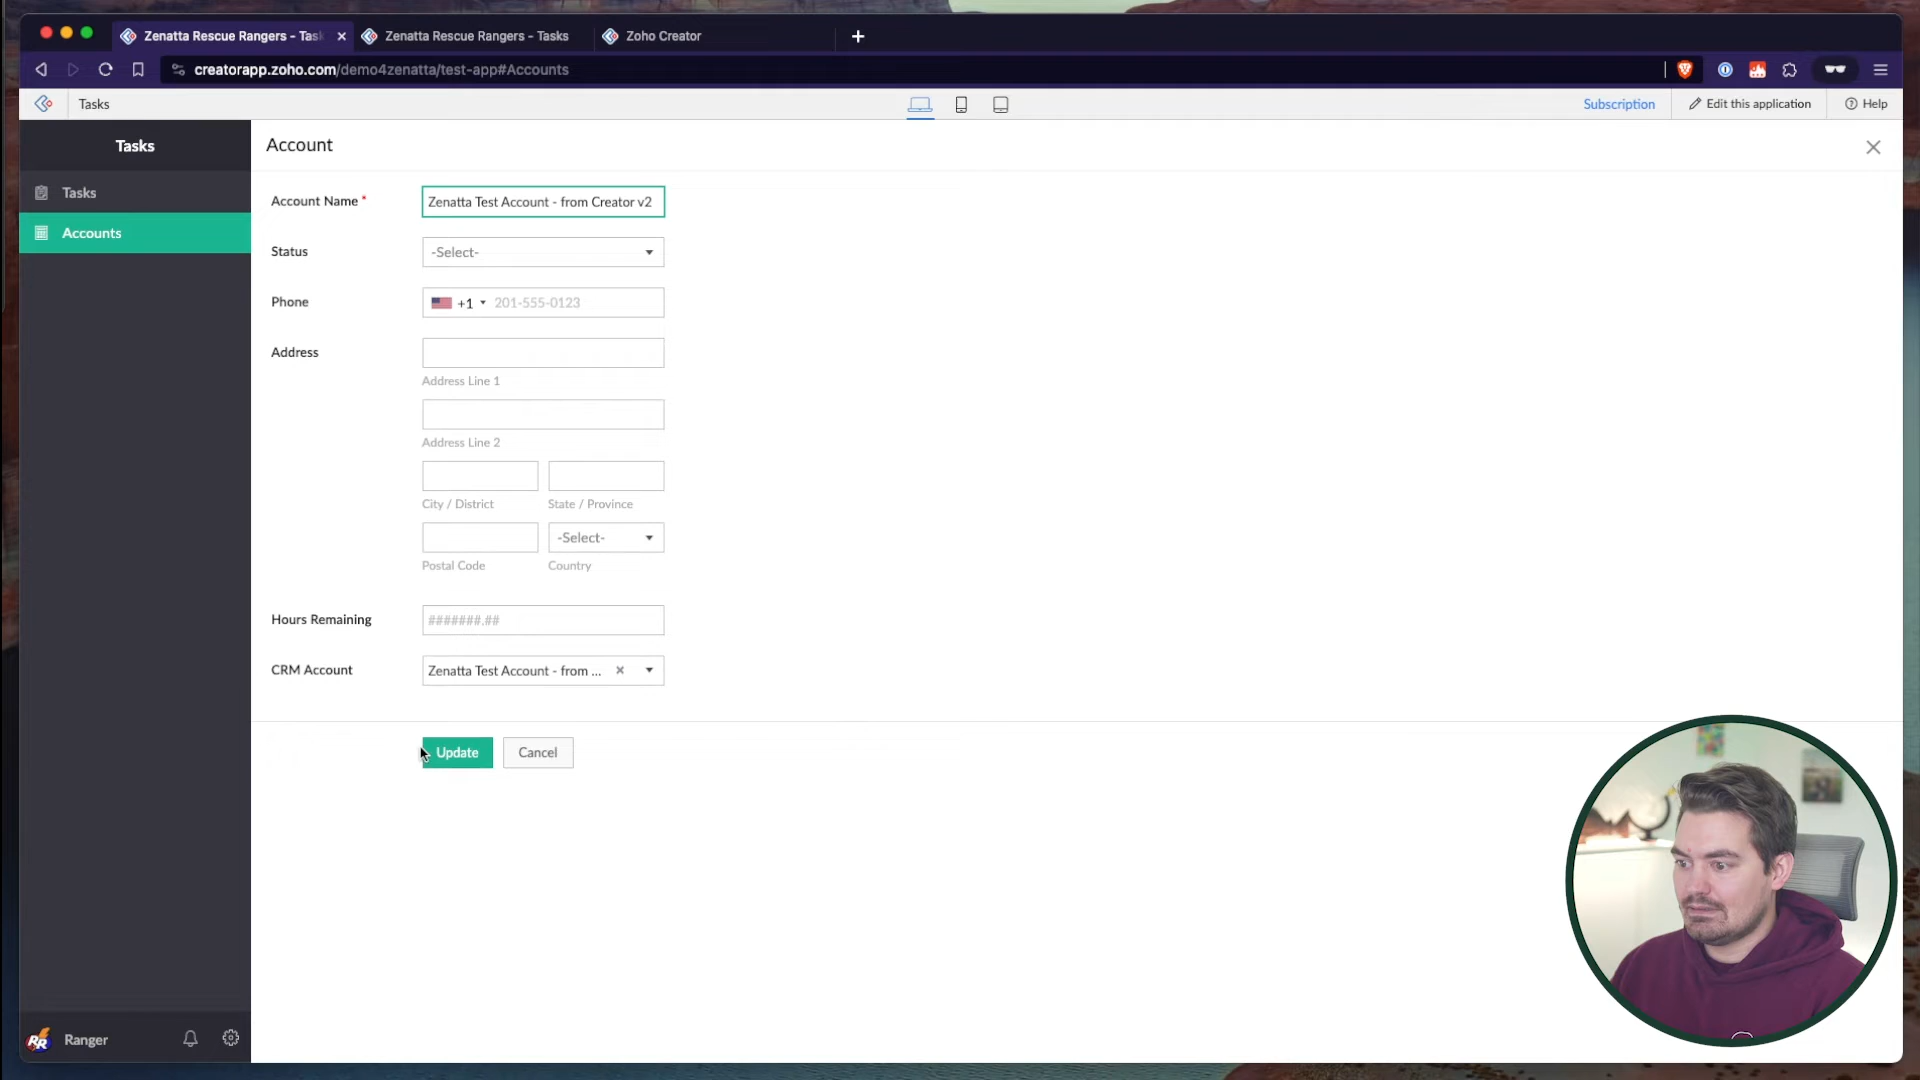 Zenatta Rescue Rangers - Task
Zenatta Rescue Rangers - Tasks
Zoho Creator
creatorapp.zoho.com/demo4zenatta/test-app#Accounts
Tasks
Subscription
Edit this application
Help
Tasks
Tasks
Accounts
Ranger
Account
Account Name *
Zenatta Test Account - from Creator v2
Status
-Select-
Phone
+1
201-555-0123
Address
Address Line 1
Address Line 2
City / District
State / Province
-Select-
Postal Code
Country
Hours Remaining
#######.##
CRM Account
Zenatta Test Account - from ...
Update
Cancel
RR